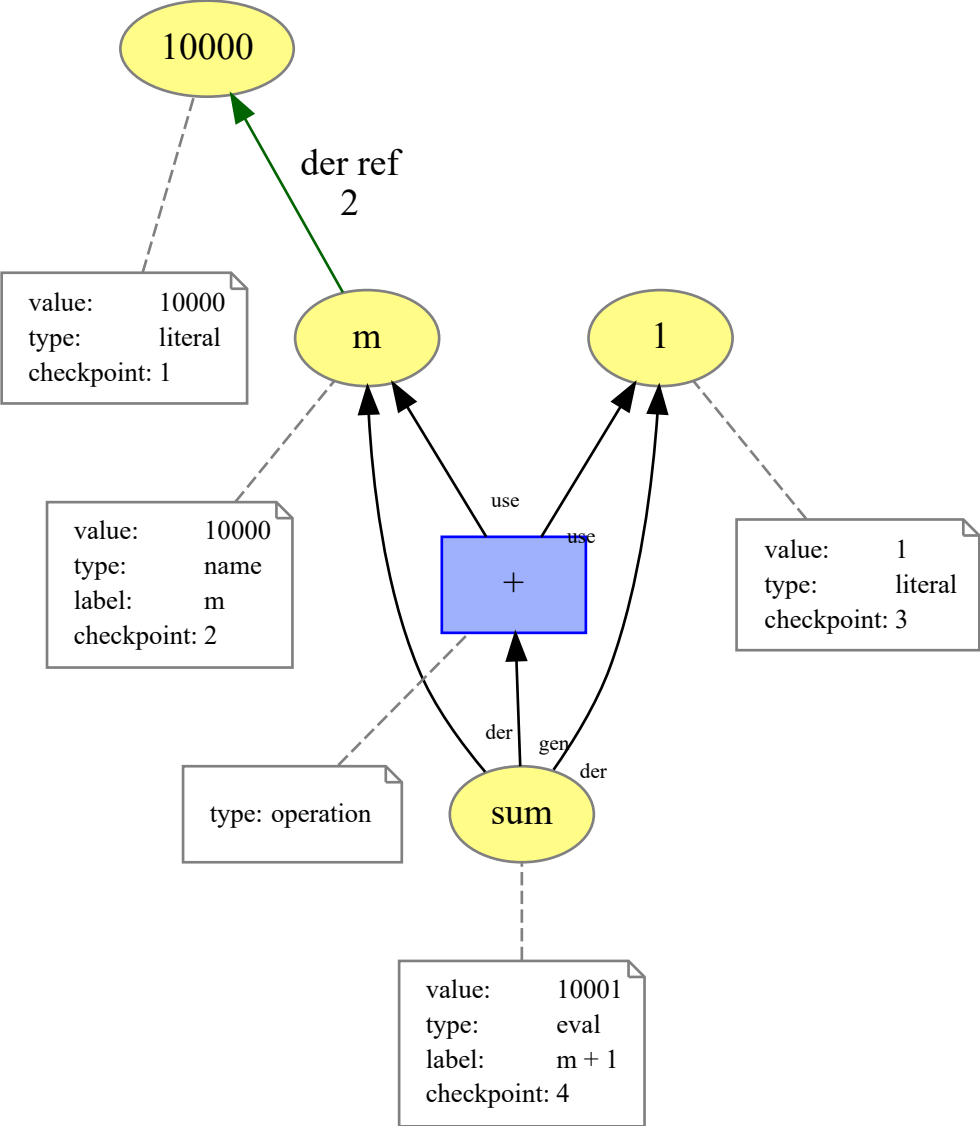 10000
der ref
2
value: 10000
type: literal
checkpoint: 1
m
1
value: 10000
type: name
label: m
checkpoint: 2
use
use
+
value: 1
type: literal
checkpoint: 3
der
gen
der
type: operation
sum
value: 10001
type: eval
label: m + 1
checkpoint: 4